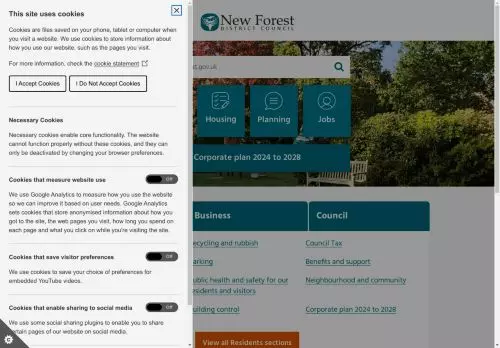 This site uses cookies
Cookies are files saved on your phone, tablet or computer when
you visit a website. We use cookies to store information about
how you use our website, such as the pages you visit.
For more information, check the cookie statement
I Accept Cookies
I Do Not Accept Cookies
Necessary Cookies
Necessary cookies enable core functionality. The website
cannot function properly without these cookies, and they can
only be deactivated by changing your browser preferences.
Cookies that measure website use
Off
We use Google Analytics to measure how you use the website
so we can improve it based on user needs. Google Analytics
sets cookies that store anonymised information about how you
got to the site, the web pages you visit, how long you spend on
each page and what you click on while you're visiting the site.
Cookies that save visitor preferences
Off
We use cookies to save your choice of preferences for
embedded YouTube videos.
Cookies that enable sharing to social media
Off
We use some social sharing plugins to enable you to share
certain pages of our website on social media.
New Forest
DISTRICT COUNCIL
st.gov.uk
Housing
Planning
Jobs
Corporate plan 2024 to 2028
Business
Council
ecycling and rubbish
Council Tax
arking
Benefits and support
ublic health and safety for our
esidents and visitors
Neighbourhood and community
uilding control
Corporate plan 2024 to 2028
View all Residents sections